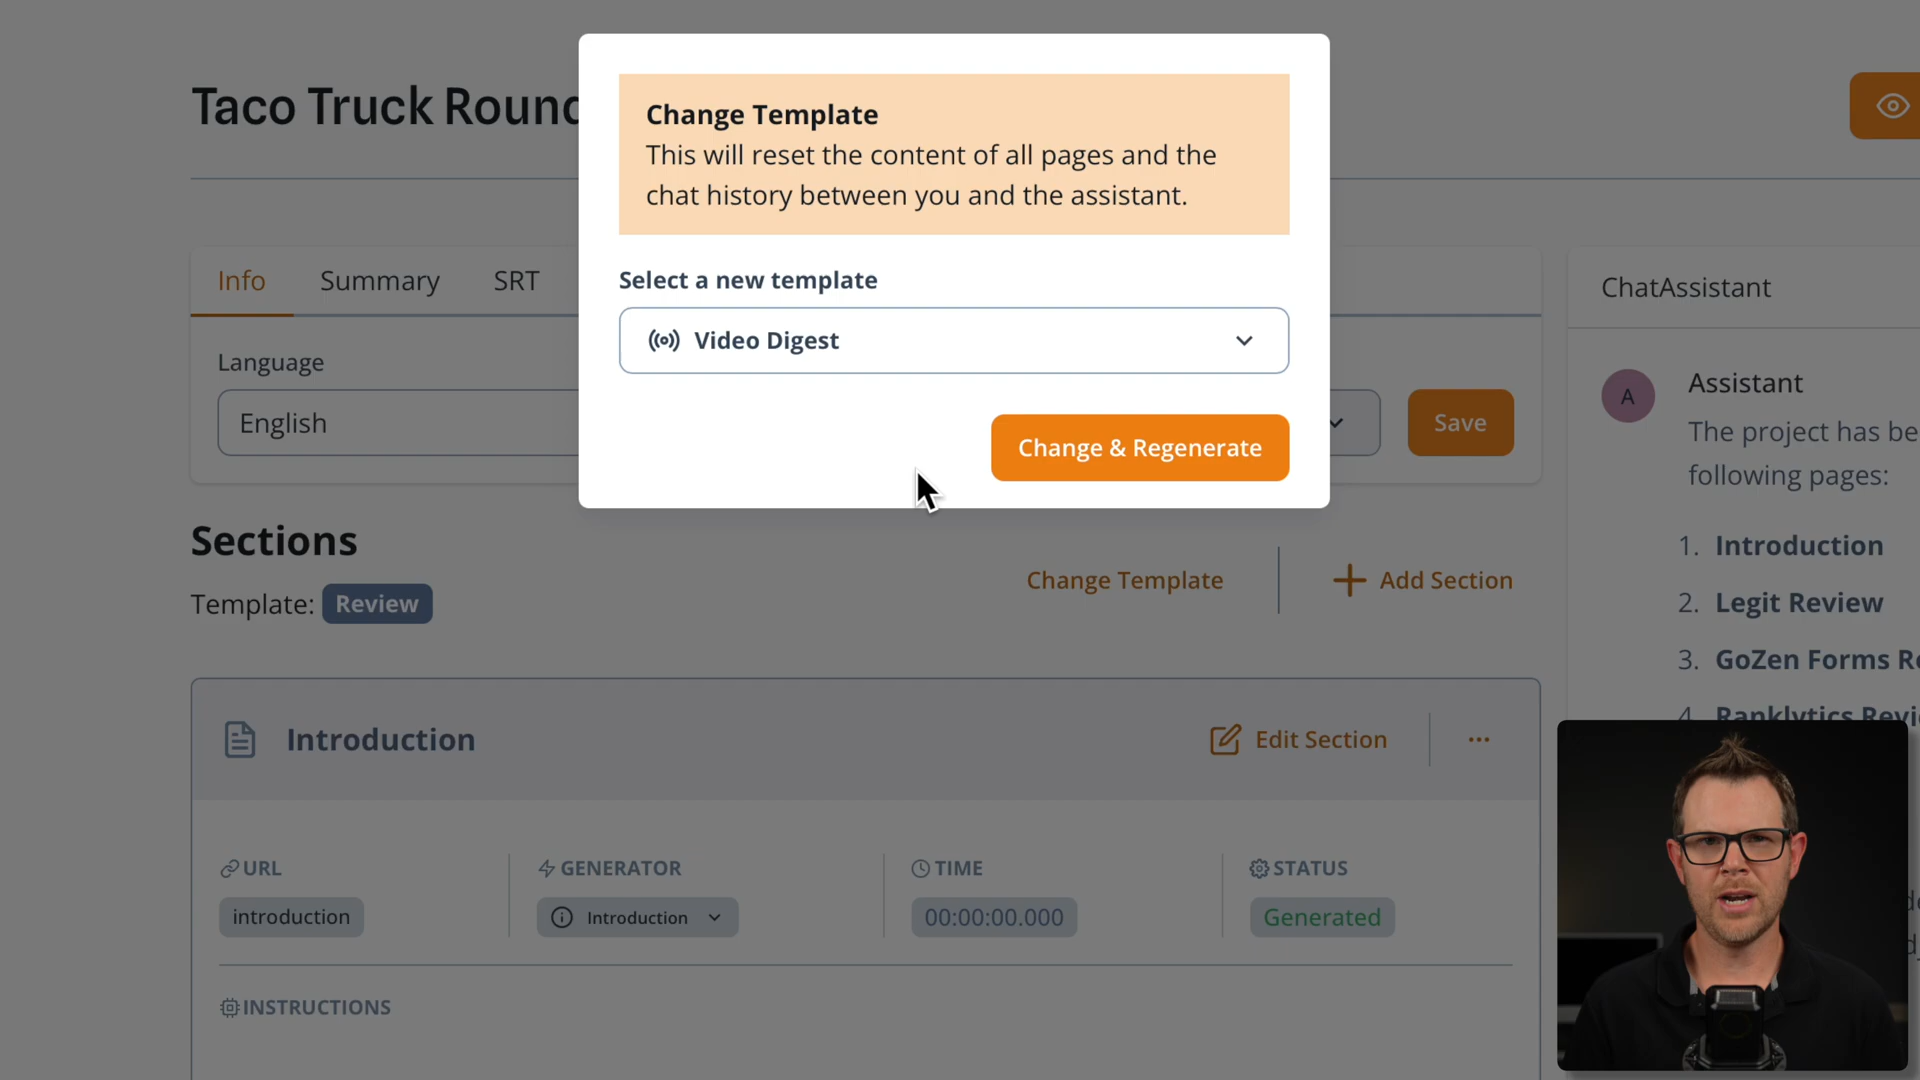 Taco Truck Round
Change Template
This will reset the content of all pages and the
chat history between you and the assistant.
Select a new template
Video Digest
Change & Regenerate
Info
Summary
SRT
Language
English
Save
Sections
Template: Review
Change Template
Add Section
Introduction
Edit Section
URL
GENERATOR
TIME
STATUS
introduction
Introduction
00:00:00.000
Generated
INSTRUCTIONS
ChatAssistant
A
Assistant
The project has be
following pages:
1. Introduction
2. Legit Review
3. GoZen Forms Re
4. Ranklytics Revi